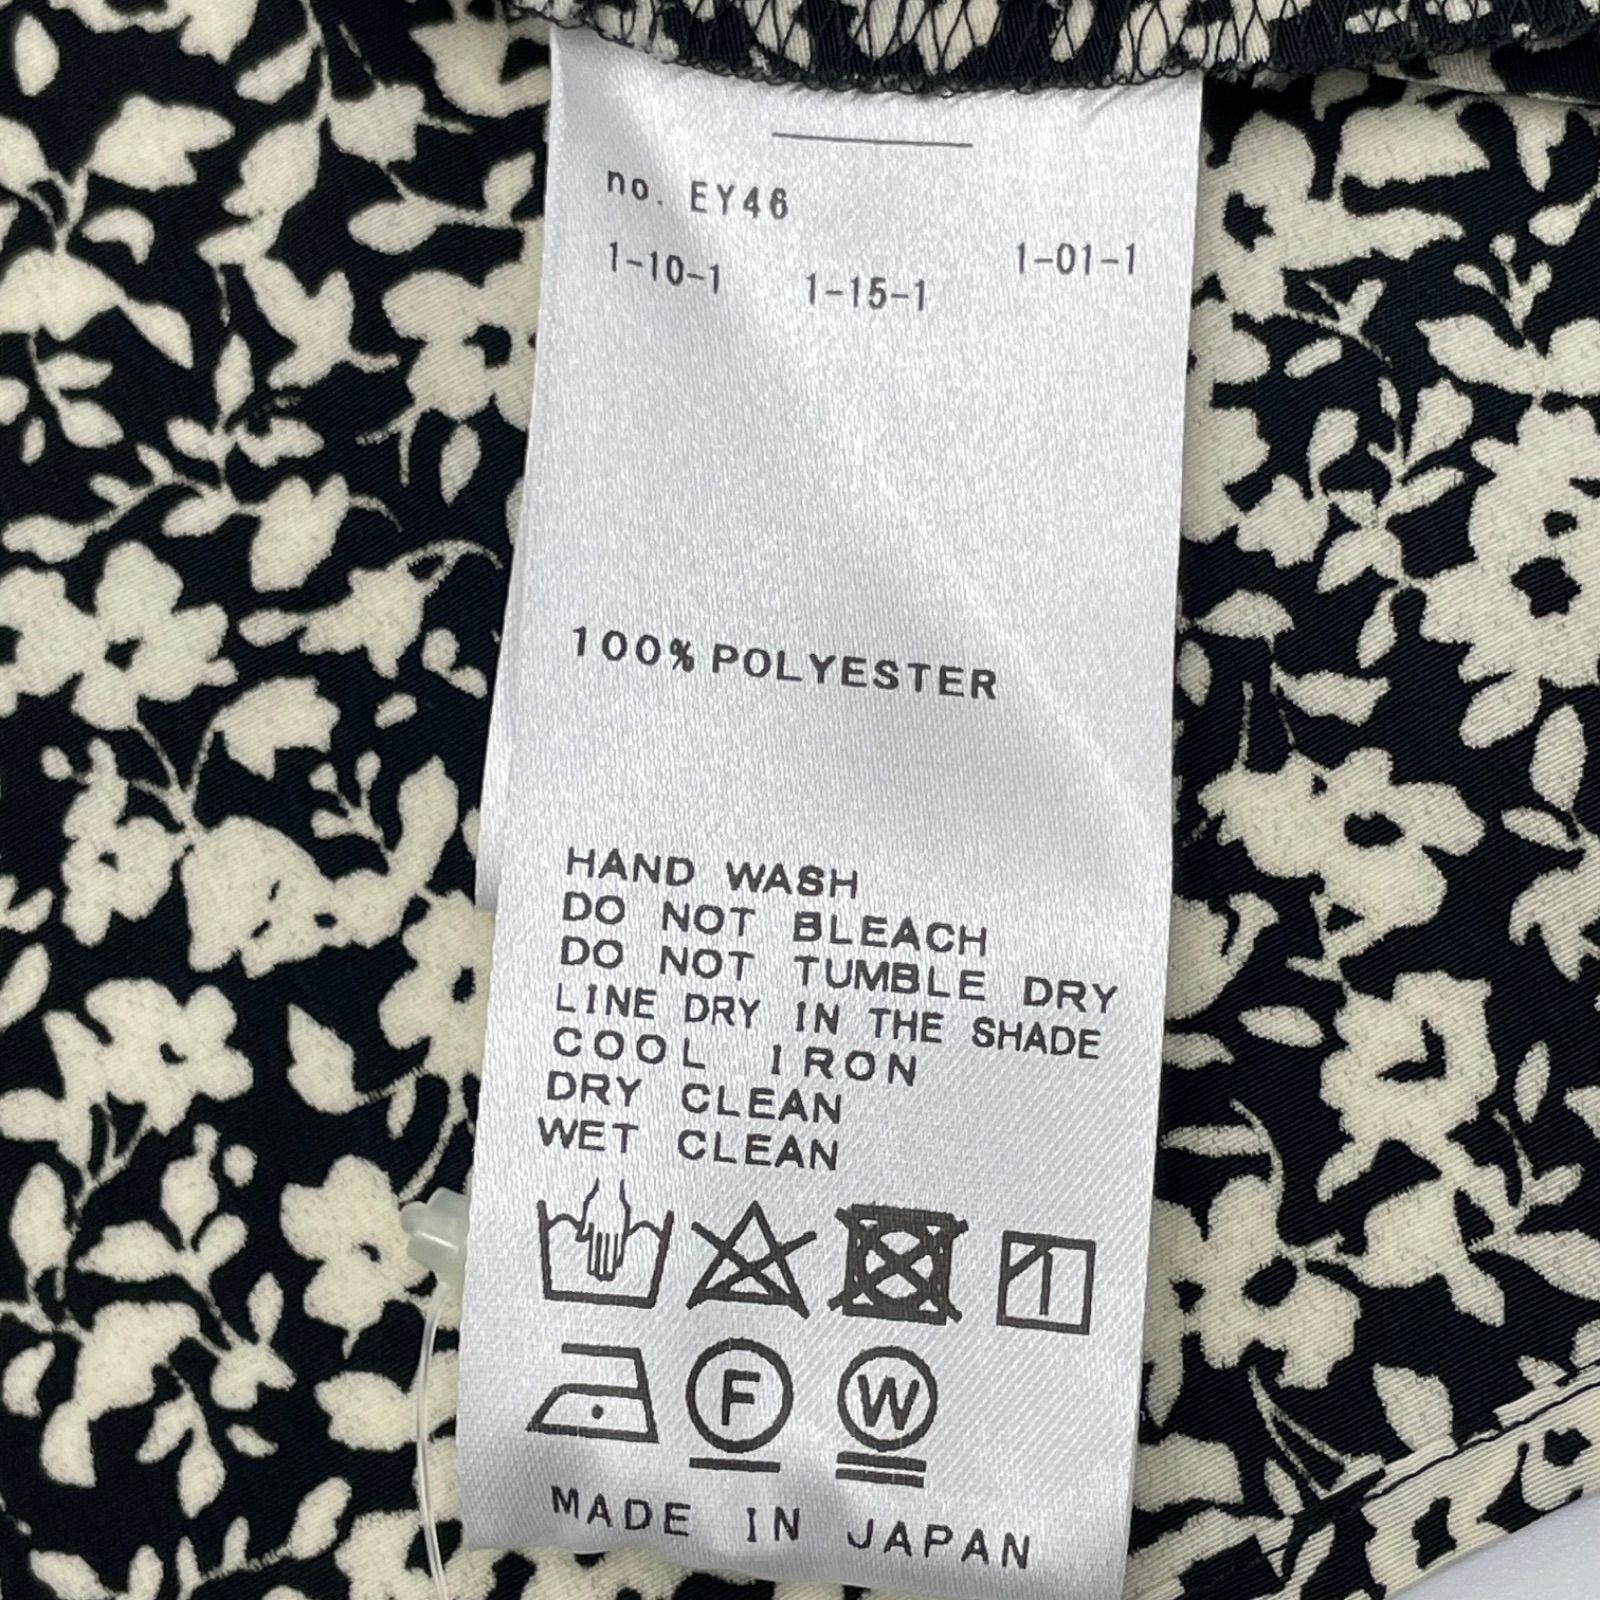 no. EY46
1-10-1 1-15-1 1-01-1
100% POLYESTER
HAND WASH
DO NOT BLEACH
DO NOT TUMBLE DRY
LINE DRY IN THE SHADE
COOL IRON
DRY CLEAN
WET CLEAN
F W
MADE IN JAPAN